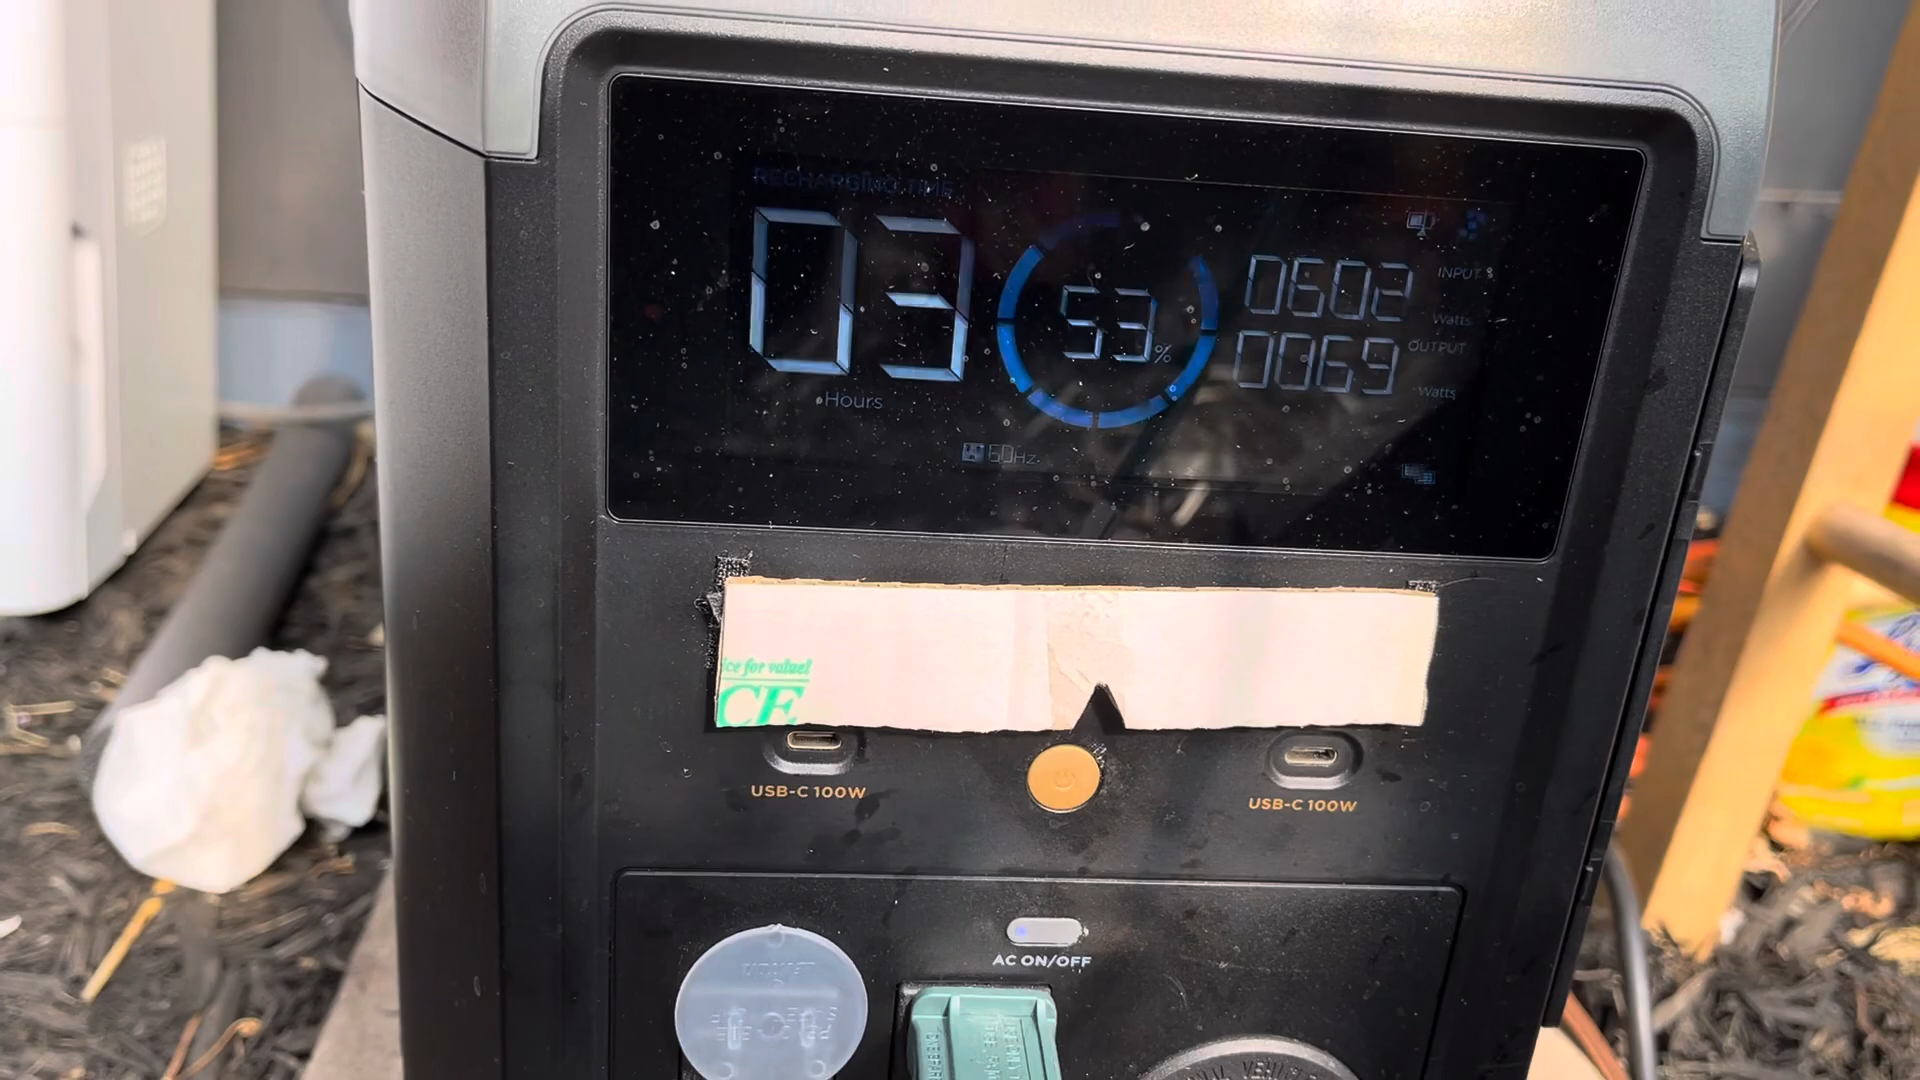 RECHARGING TIME
03
Hours
53%
0602 INPUT
Watts
0069 OUTPUT
Watts
60Hz
ice for value!
CE
USB-C 100W
USB-C 100W
AC ON/OFF